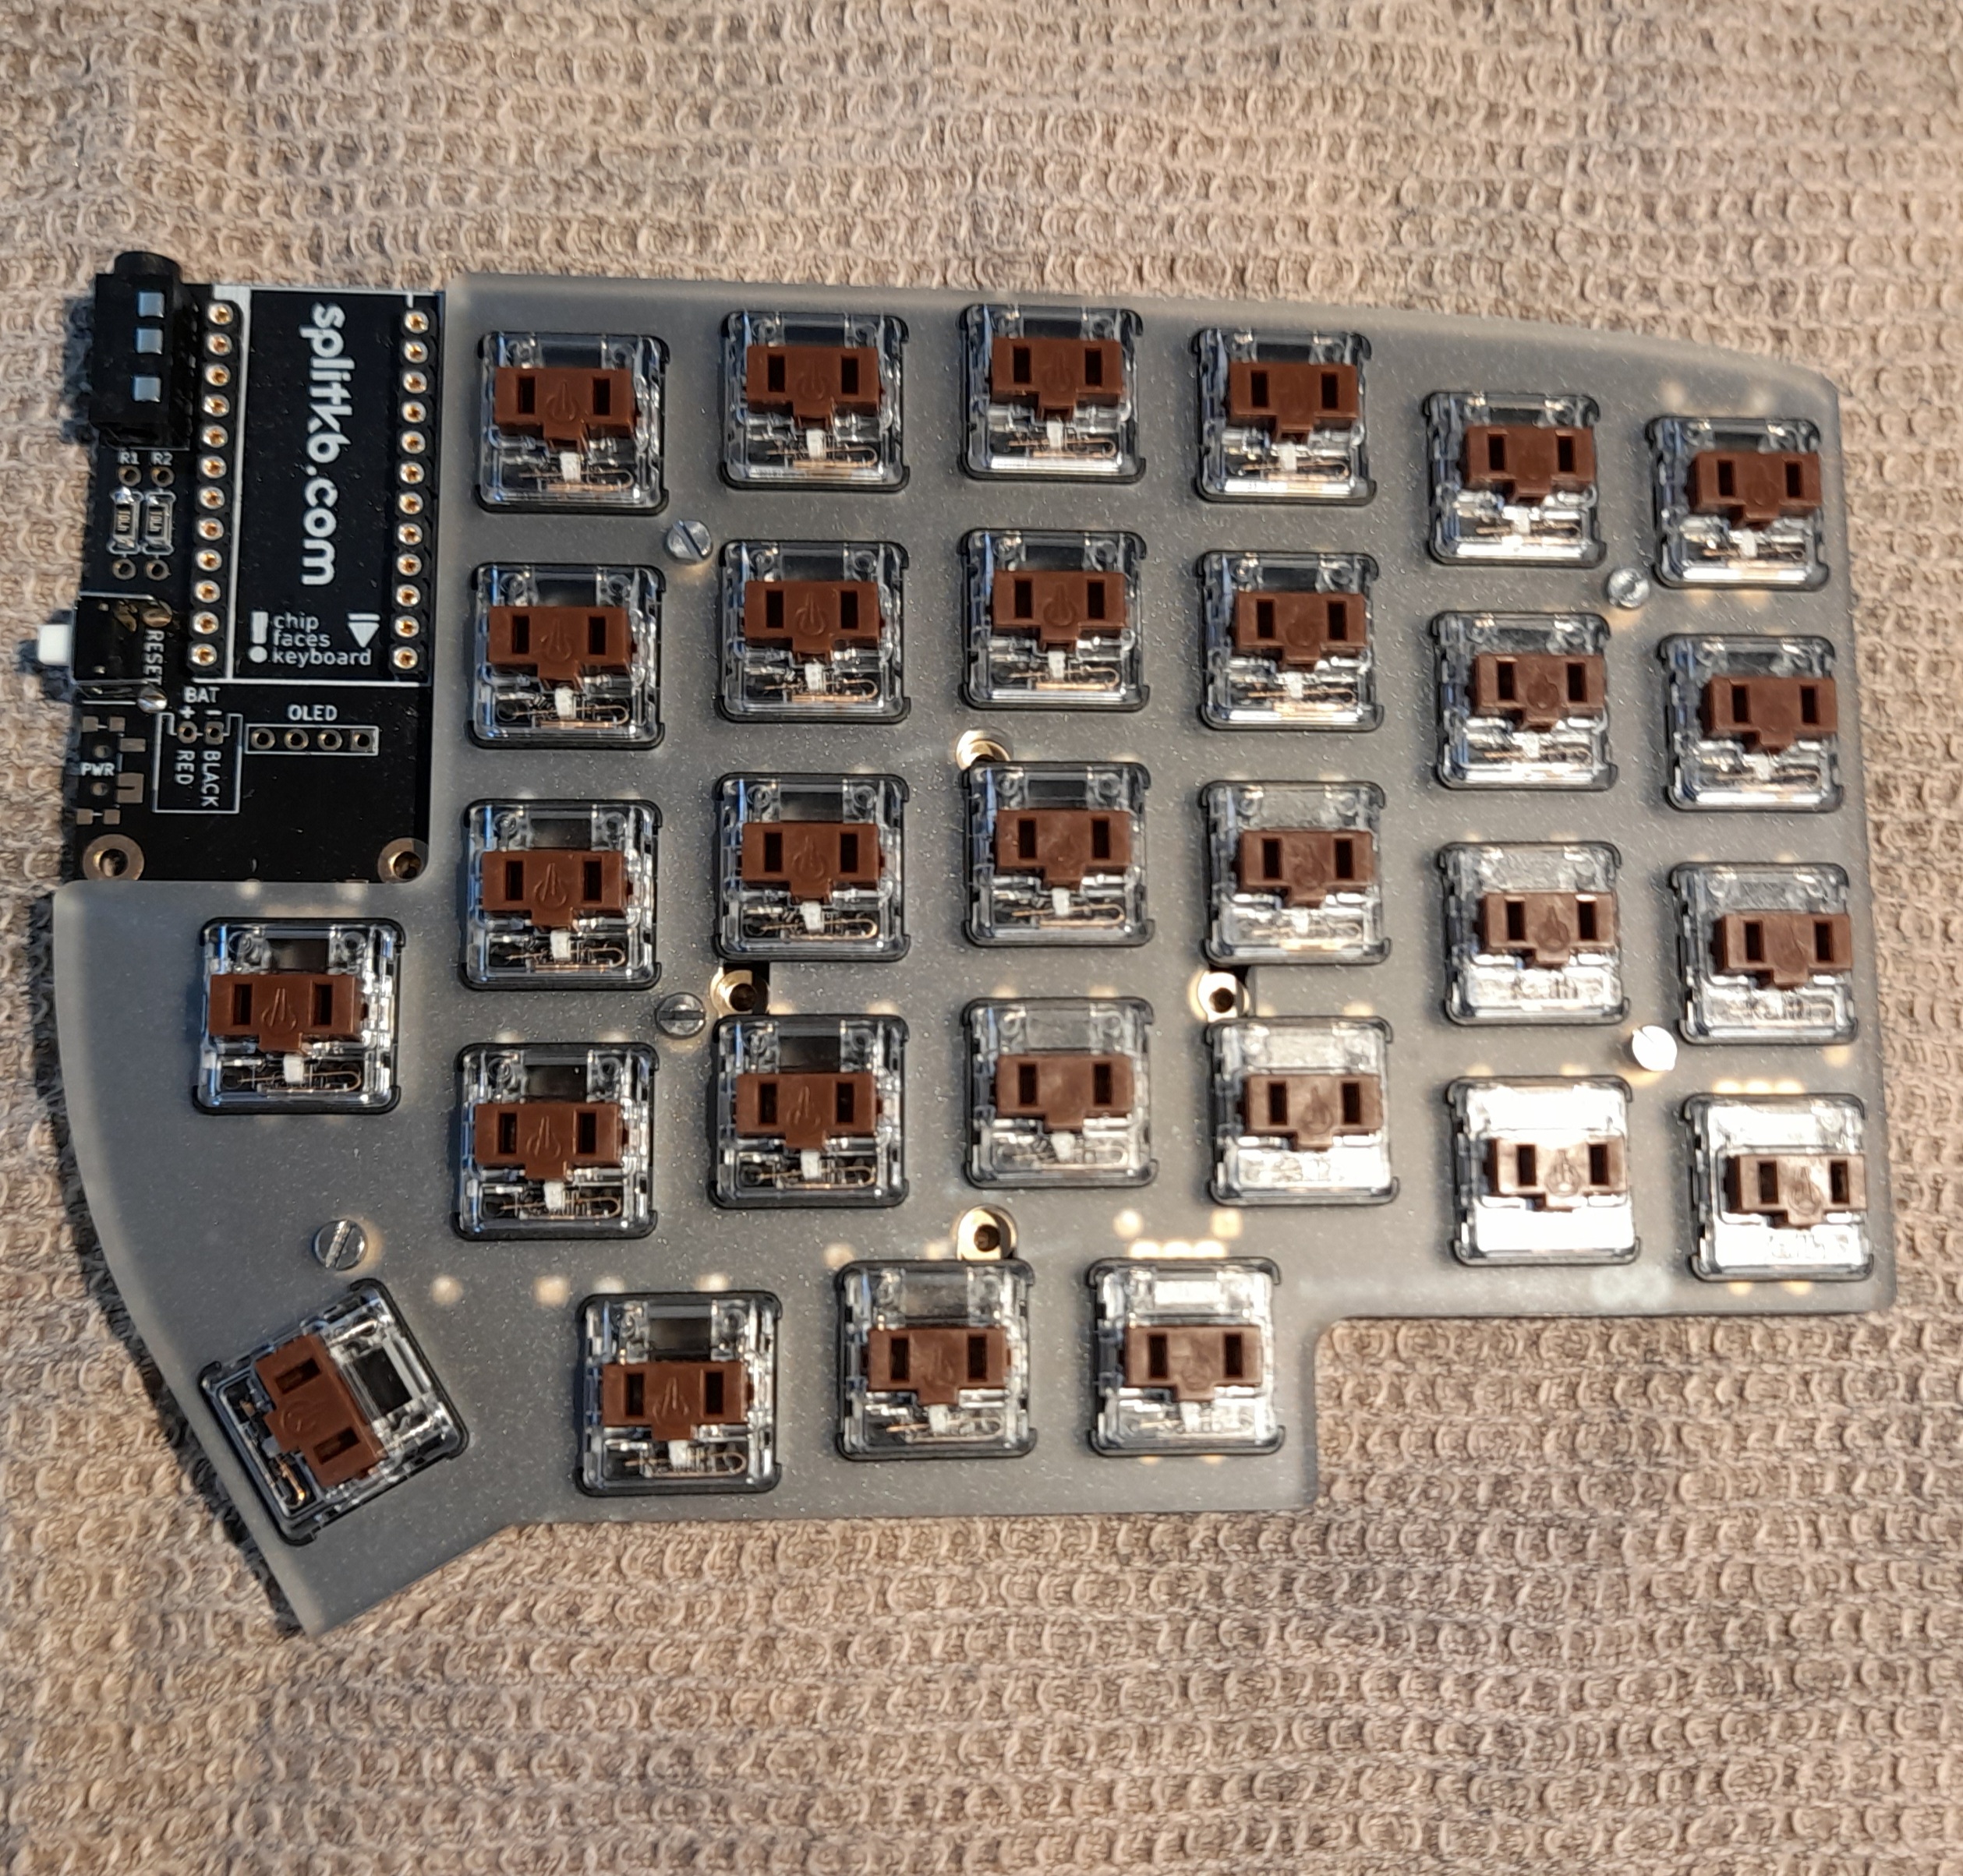 splitkb.com
R1 R2
chip
faces
keyboard
RESET
BAT
+ -
RED
BLACK
OLED
PWR